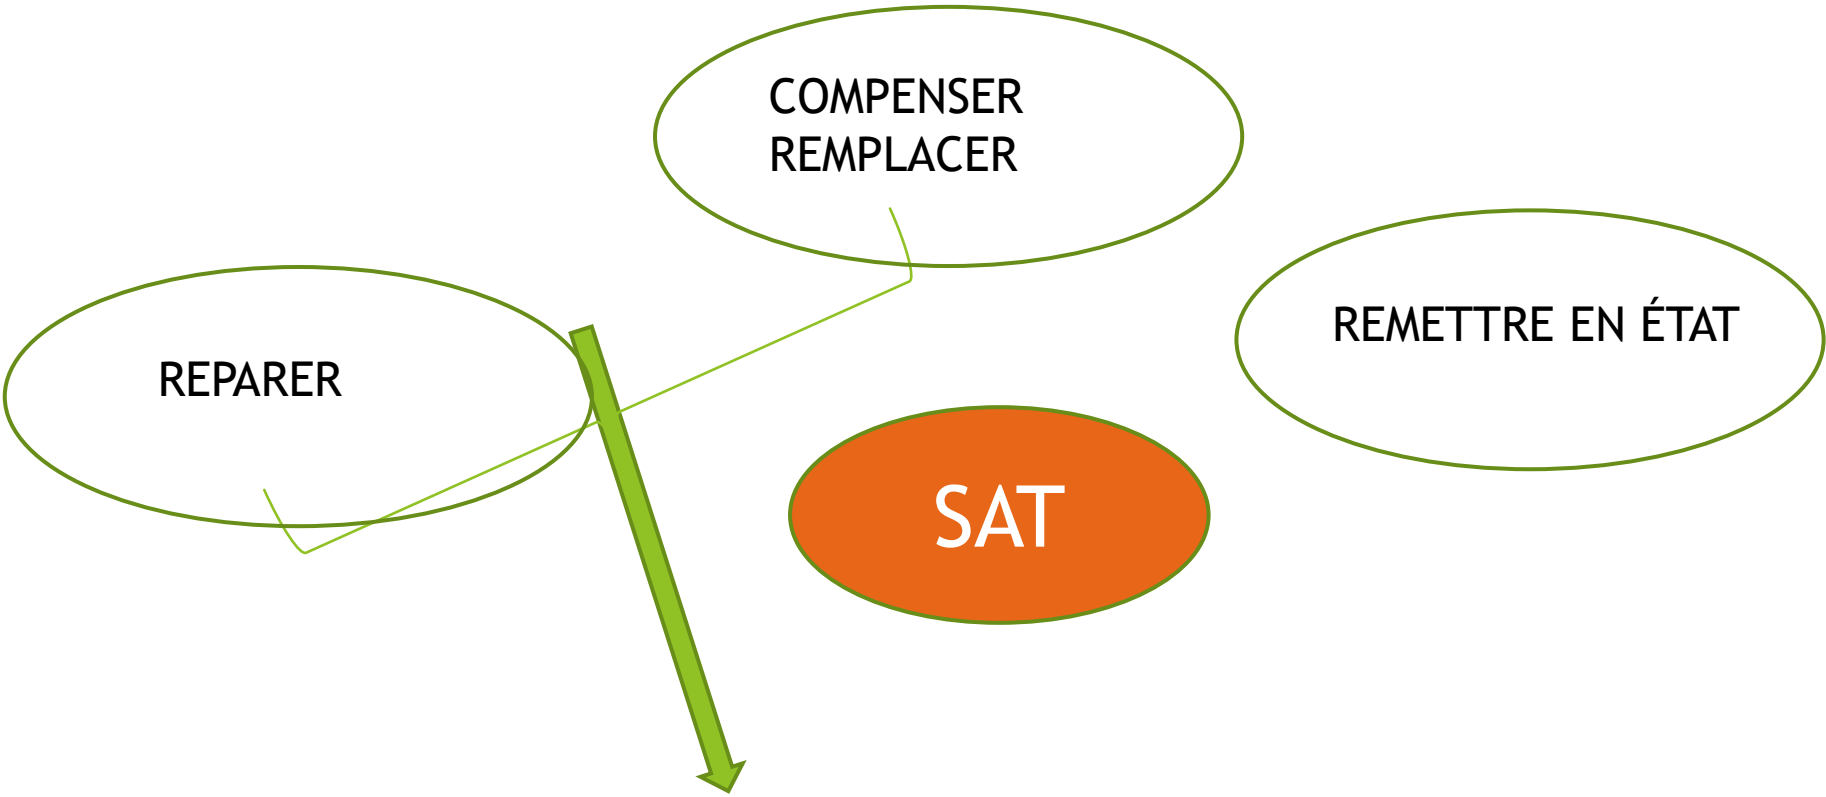 COMPENSER
REMPLACER
REMETTRE EN ÉTAT
REPARER
SAT